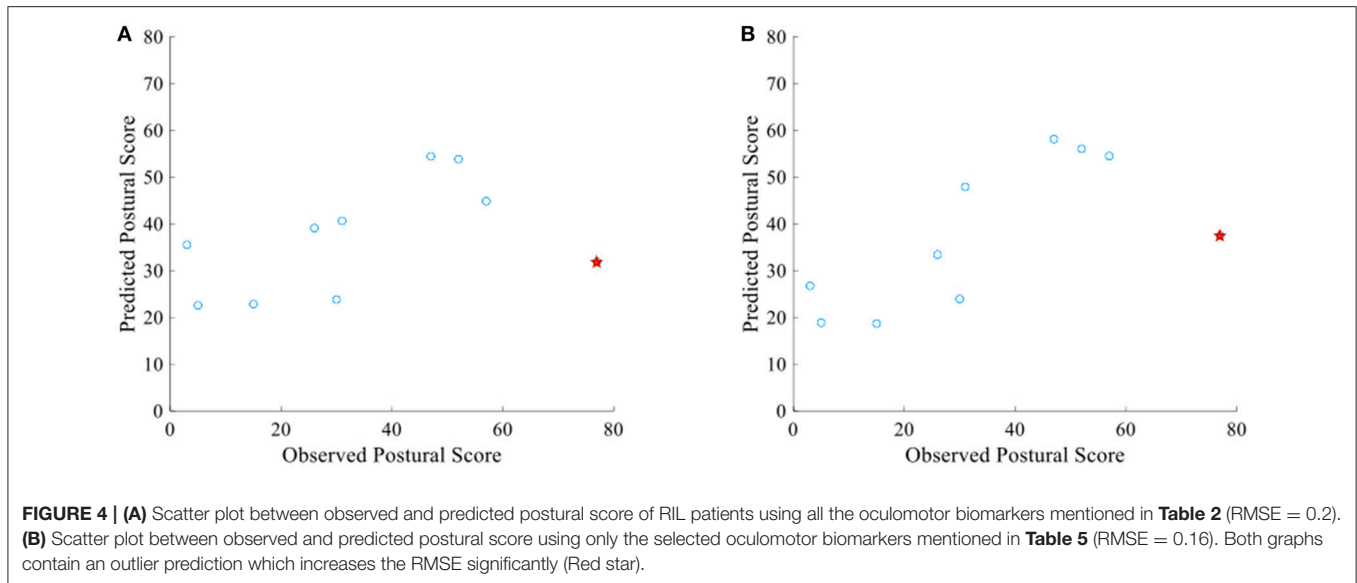 A
80
70
60
50
40
30
20
10
0
Predicted Postural Score
0 20 40 60 80
Observed Postural Score
B
80
70
60
50
40
30
20
10
0
Predicted Postural Score
0 20 40 60 80
Observed Postural Score
FIGURE 4 | (A) Scatter plot between observed and predicted postural score of RIL patients using all the oculomotor biomarkers mentioned in Table 2 (RMSE = 0.2).
(B) Scatter plot between observed and predicted postural score using only the selected oculomotor biomarkers mentioned in Table 5 (RMSE = 0.16). Both graphs
contain an outlier prediction which increases the RMSE significantly (Red star).